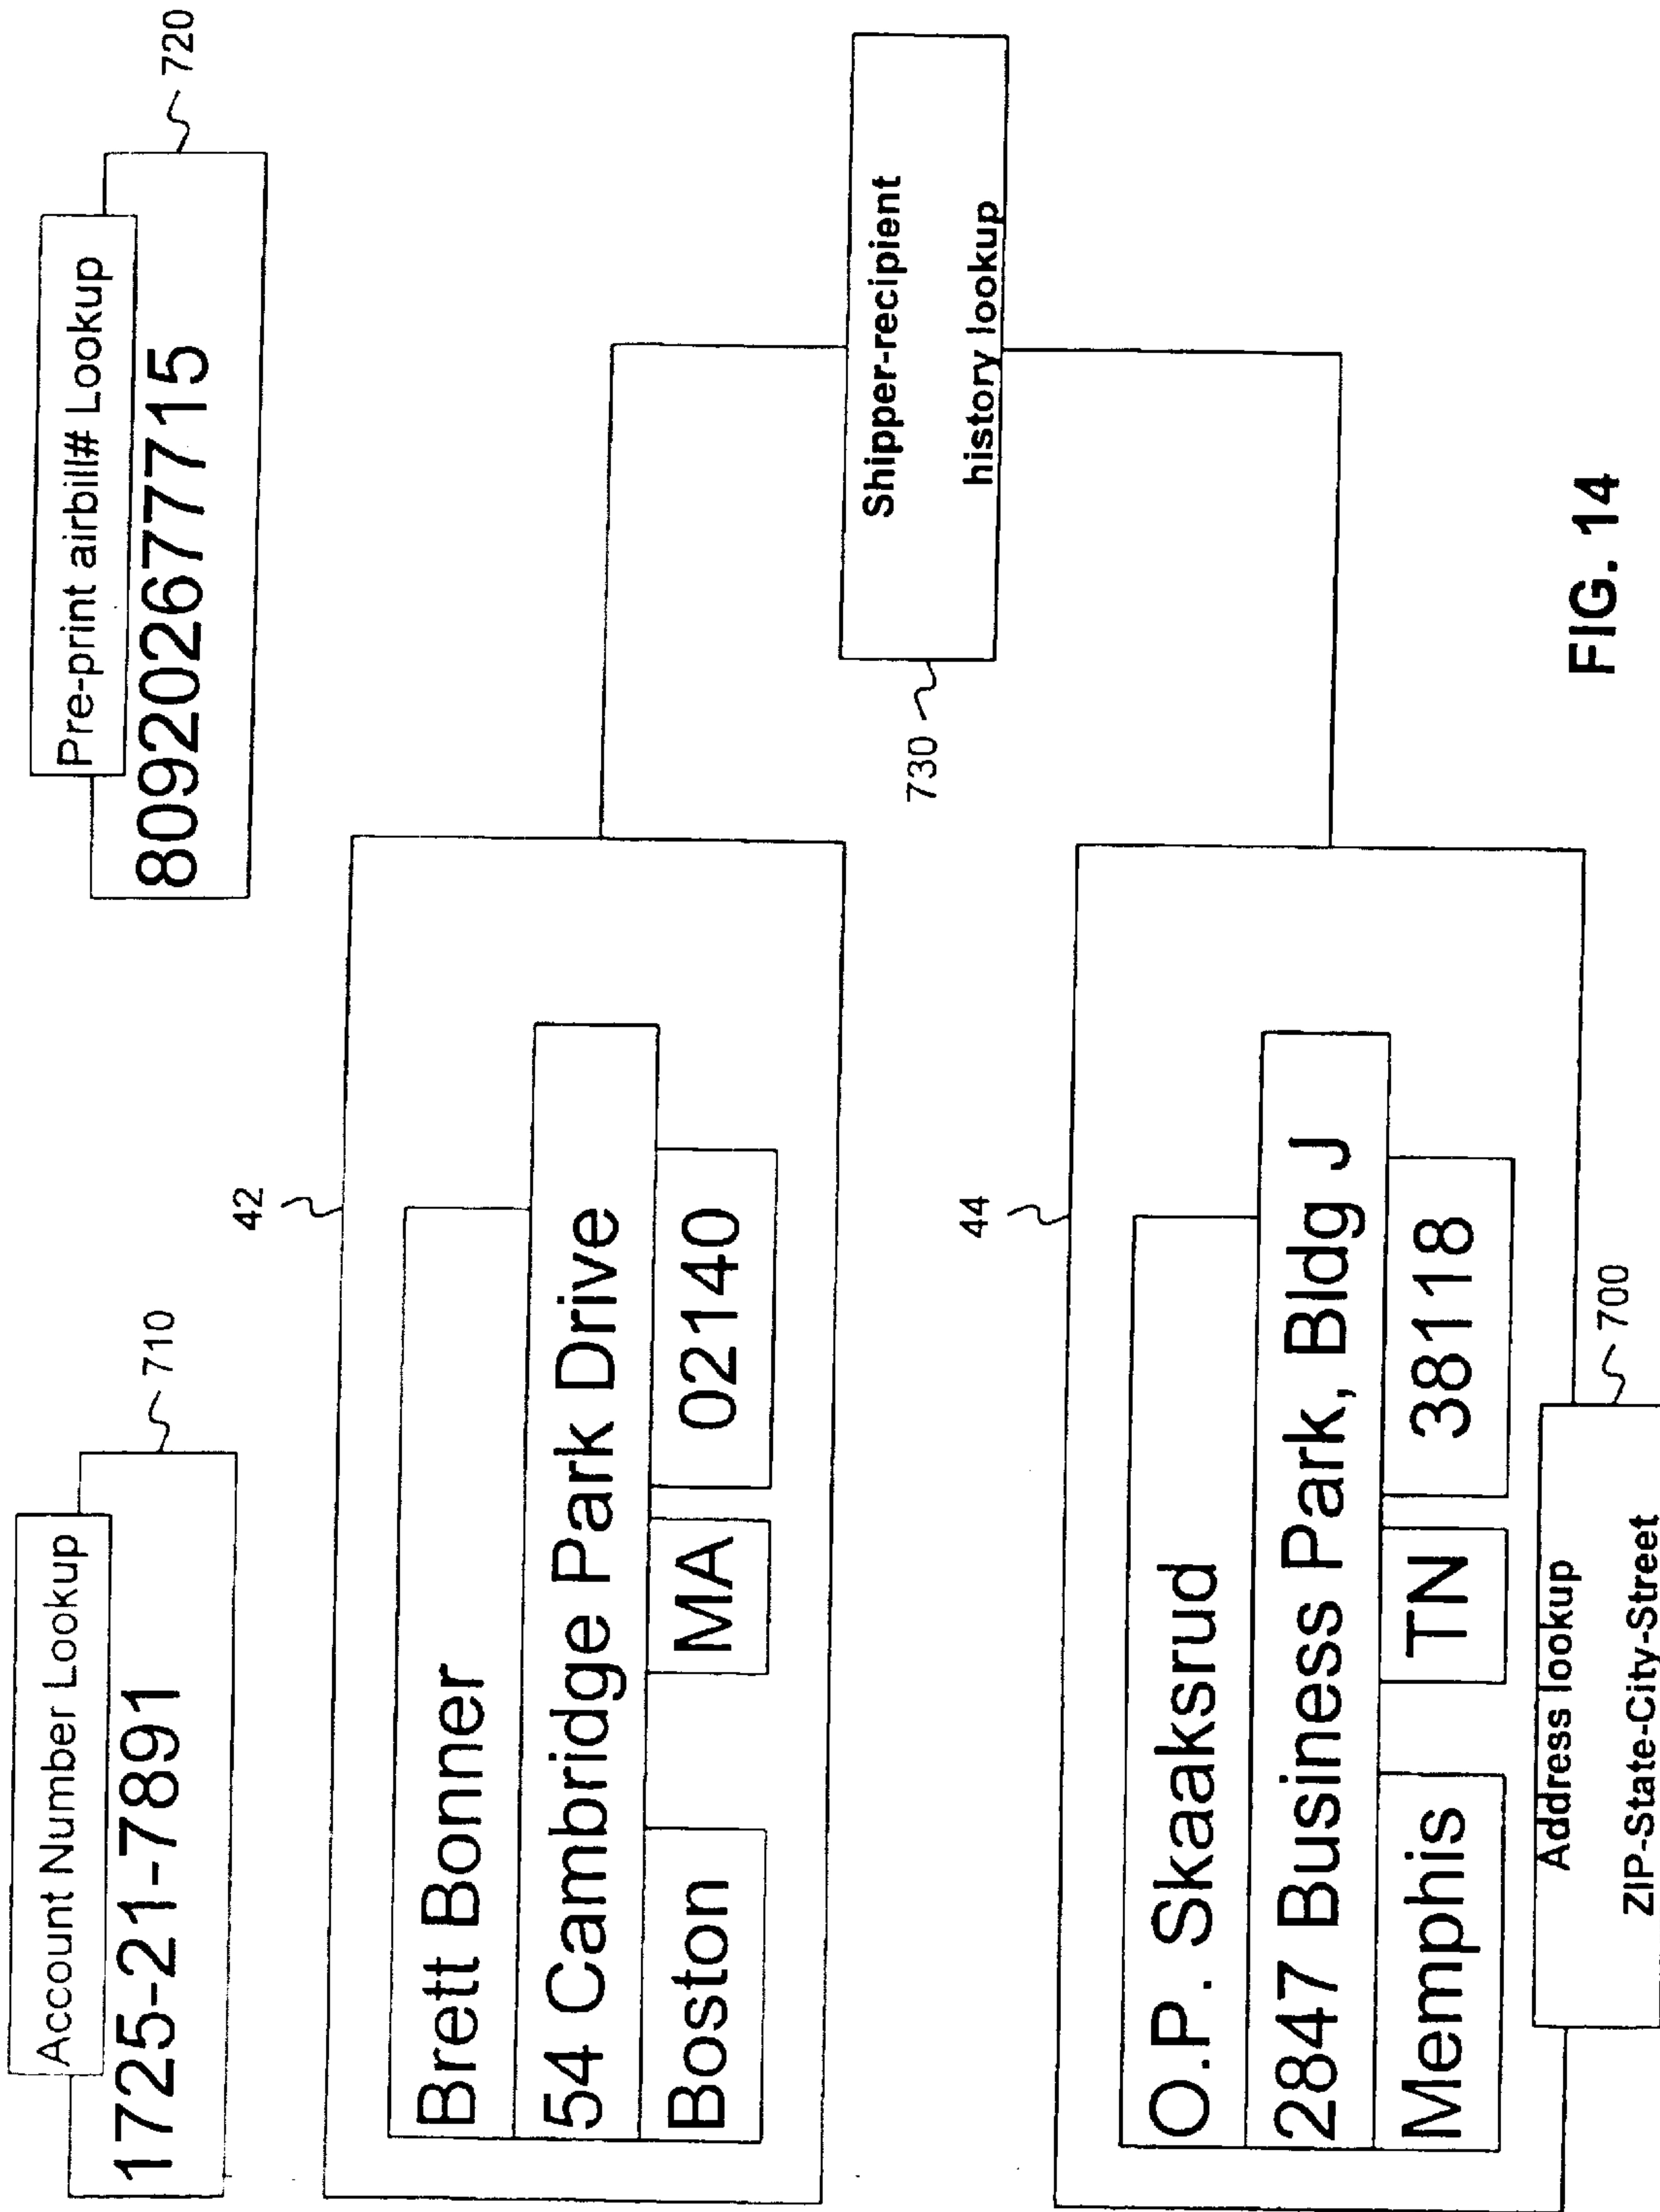 Account Number Lookup
1725-21-7891
710
Pre-print airbill# Lookup
809202677715
720
42
Brett Bonner
54 Cambridge Park Drive
Boston MA 02140
Shipper-recipient
history lookup
730
44
O.P. Skaaksrud
2847 Business Park, Bldg J
Memphis TN 38118
Address lookup
ZIP-State-City-Street
700
FIG. 14